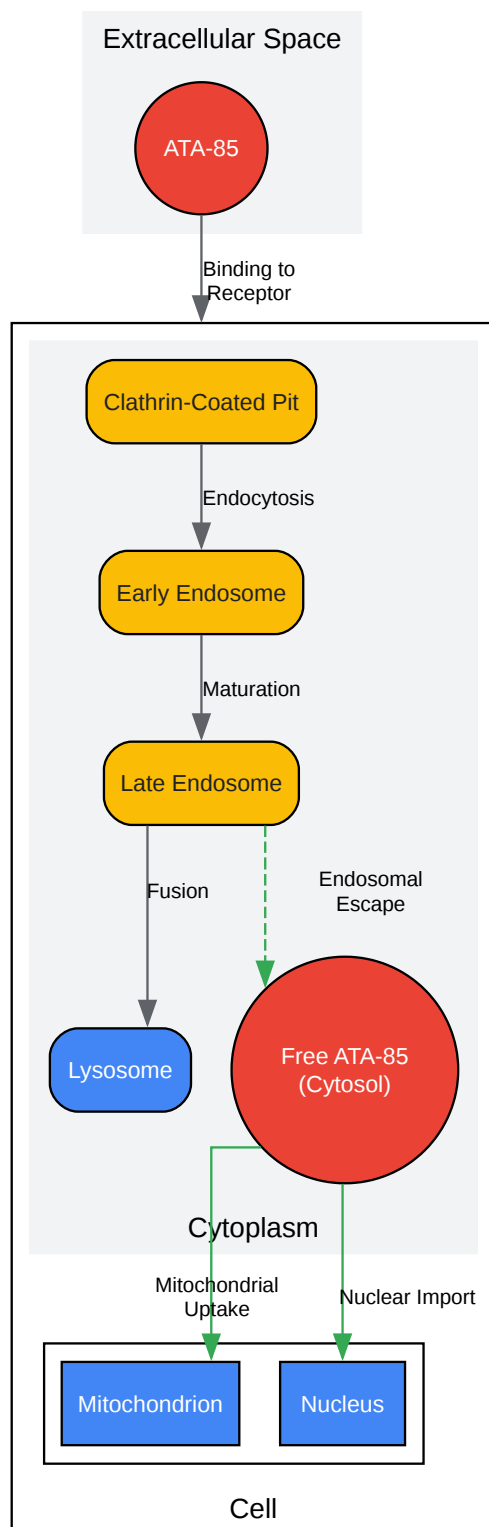 Extracellular Space
ATA-85
Binding to
Receptor
Clathrin-Coated Pit
Endocytosis
Early Endosome
Maturation
Late Endosome
Fusion
Endosomal
Escape
Lysosome
Free ATA-85
(Cytosol)
Cytoplasm
Mitochondrial
Uptake
Nuclear Import
Mitochondrion
Nucleus
Cell